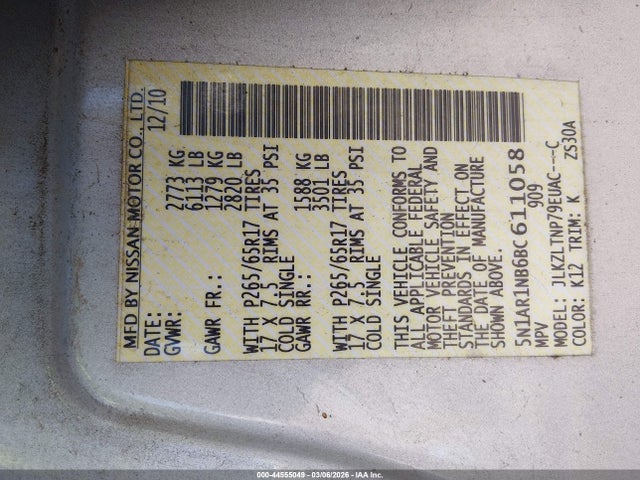 MFD BY NISSAN MOTOR CO., LTD.
DATE: 12/10
GVWR: 2773 KG
6113 LB
GAWR FR.: 1279 KG
2820 LB
WITH P265/65R17 TIRES
17 X 7.5 RIMS AT 35 PSI
COLD SINGLE
GAWR RR.: 1588 KG
3501 LB
WITH P265/65R17 TIRES
17 X 7.5 RIMS AT 35 PSI
COLD SINGLE
THIS VEHICLE CONFORMS TO
ALL APPLICABLE FEDERAL
MOTOR VEHICLE SAFETY AND
THEFT PREVENTION
STANDARDS IN EFFECT ON
THE DATE OF MANUFACTURE
SHOWN ABOVE.
5N1AR1NB6BC611058
MPV 909
MODEL: JLKZLTNP79EUAC---C
COLOR: K12 TRIM: K ZS30A
000-44555049 - 03/06/2026 - IAA Inc.